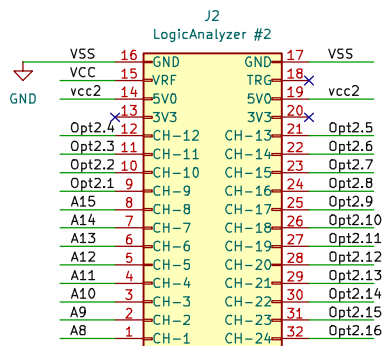 J2
LogicAnalyzer #2
VSS 16 GND GND 17 VSS
VCC 15 VRF TRG 18
vcc2 14 5V0 5V0 19 vcc2
13 3V3 3V3 20
Opt2.4 12 CH-12 CH-13 21 Opt2.5
Opt2.3 11 CH-11 CH-14 22 Opt2.6
Opt2.2 10 CH-10 CH-15 23 Opt2.7
Opt2.1 9 CH-9 CH-16 24 Opt2.8
A15 8 CH-8 CH-17 25 Opt2.9
A14 7 CH-7 CH-18 26 Opt2.10
A13 6 CH-6 CH-19 27 Opt2.11
A12 5 CH-5 CH-20 28 Opt2.12
A11 4 CH-4 CH-21 29 Opt2.13
A10 3 CH-3 CH-22 30 Opt2.14
A9 2 CH-2 CH-23 31 Opt2.15
A8 1 CH-1 CH-24 32 Opt2.16
GND